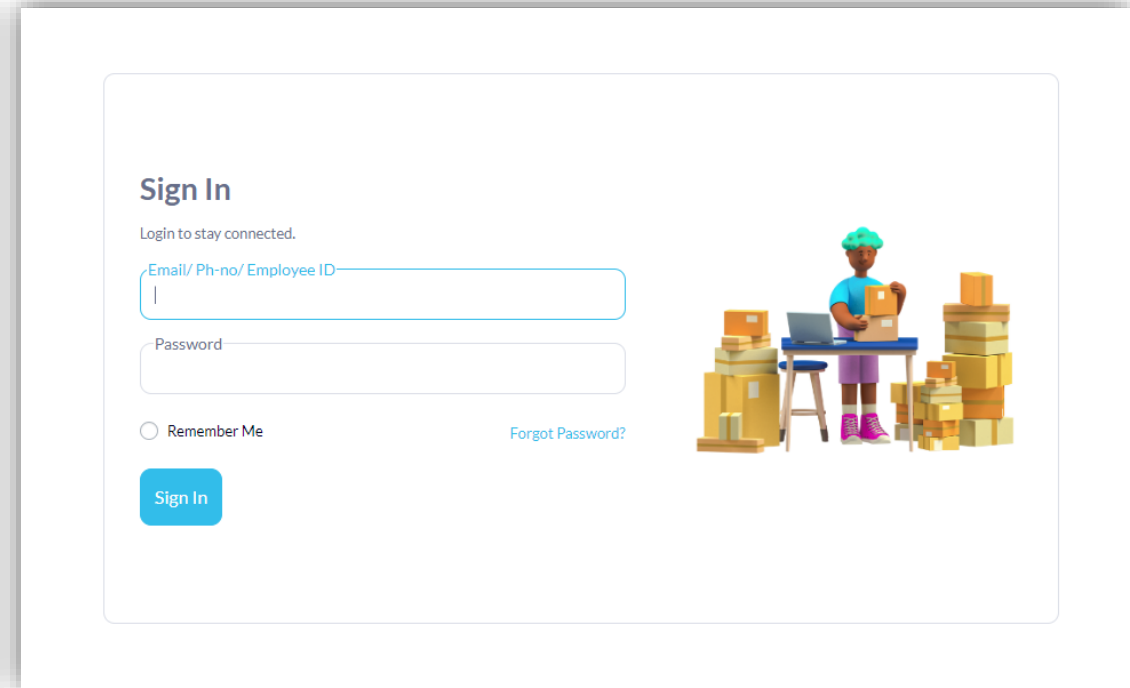 Sign In
Login to stay connected.
Email/ Ph-no/ Employee ID
Password
Remember Me
Forgot Password?
Sign In